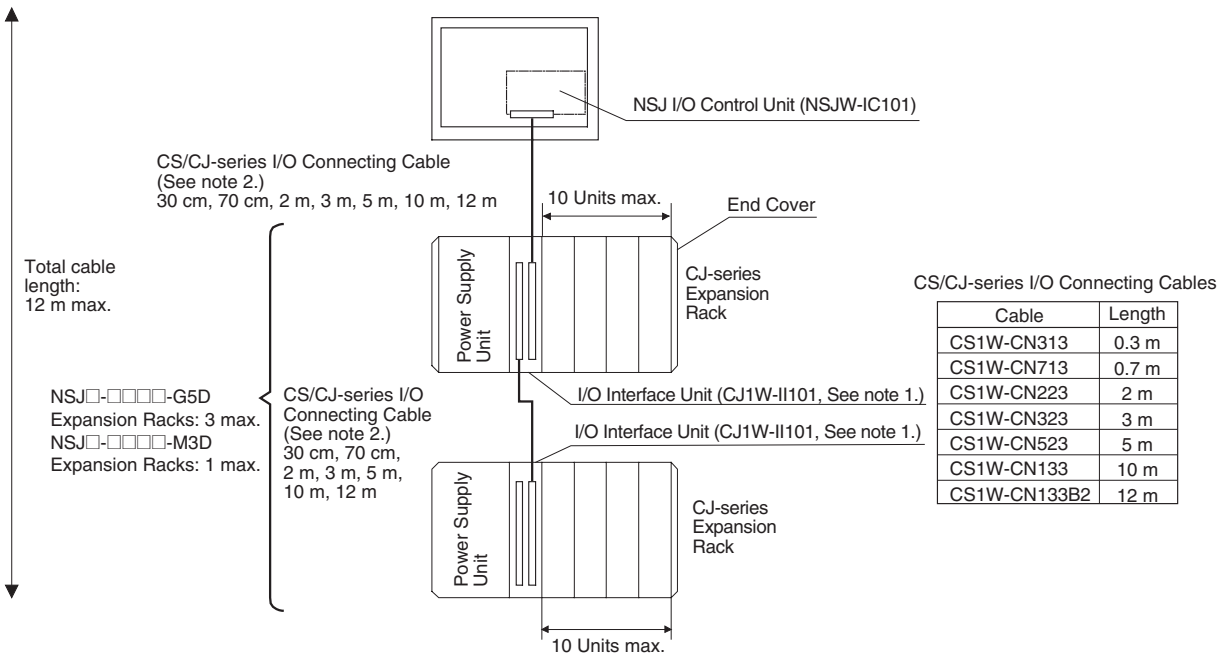 NSJ I/O Control Unit (NSJW-IC101)
CS/CJ-series I/O Connecting Cable
(See note 2.)
30 cm, 70 cm, 2 m, 3 m, 5 m, 10 m, 12 m
10 Units max.
End Cover
Total cable
length:
12 m max.
Power Supply
Unit
CJ-series
Expansion
Rack
NSJ□-□□□□-G5D
Expansion Racks: 3 max.
NSJ□-□□□□-M3D
Expansion Racks: 1 max.
CS/CJ-series I/O
Connecting Cable
(See note 2.)
30 cm, 70 cm,
2 m, 3 m, 5 m,
10 m, 12 m
I/O Interface Unit (CJ1W-II101, See note 1.)
I/O Interface Unit (CJ1W-II101, See note 1.)
Power Supply
Unit
CJ-series
Expansion
Rack
10 Units max.
CS/CJ-series I/O Connecting Cables
Cable Length
CS1W-CN313 0.3 m
CS1W-CN713 0.7 m
CS1W-CN223 2 m
CS1W-CN323 3 m
CS1W-CN523 5 m
CS1W-CN133 10 m
CS1W-CN133B2 12 m